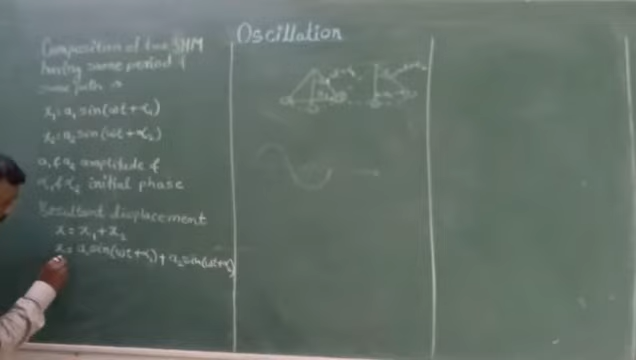 Oscillation
Composition of two SHM
having same period &
same path →
x₁=a₁ sin(ωt+α₁)
x₂=a₂ sin(ωt+α₂)
a₁ & a₂ amplitude &
α₁ & α₂ initial phase
Resultant displacement
x = x₁ + x₂
x = a₁ sin(ωt+α₁) + a₂ sin(ωt+α₂)